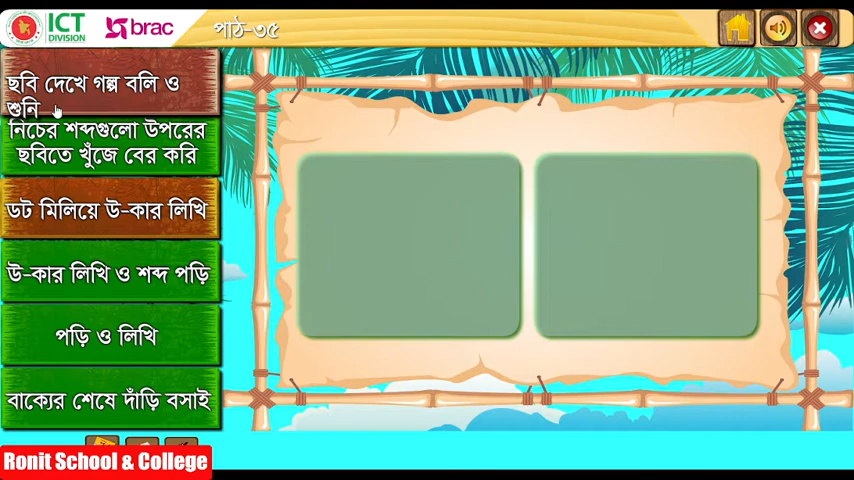 ICT
DIVISION
brac
পাঠ-৩৫
ছবি দেখে গল্প বলি ও
শুনি
নিচের শব্দগুলো উপরের
ছবিতে খুঁজে বের করি
ডট মিলিয়ে উ-কার লিখি
উ-কার লিখি ও শব্দ পড়ি
পড়ি ও লিখি
বাক্যের শেষে দাঁড়ি বসাই
Ronit School & College